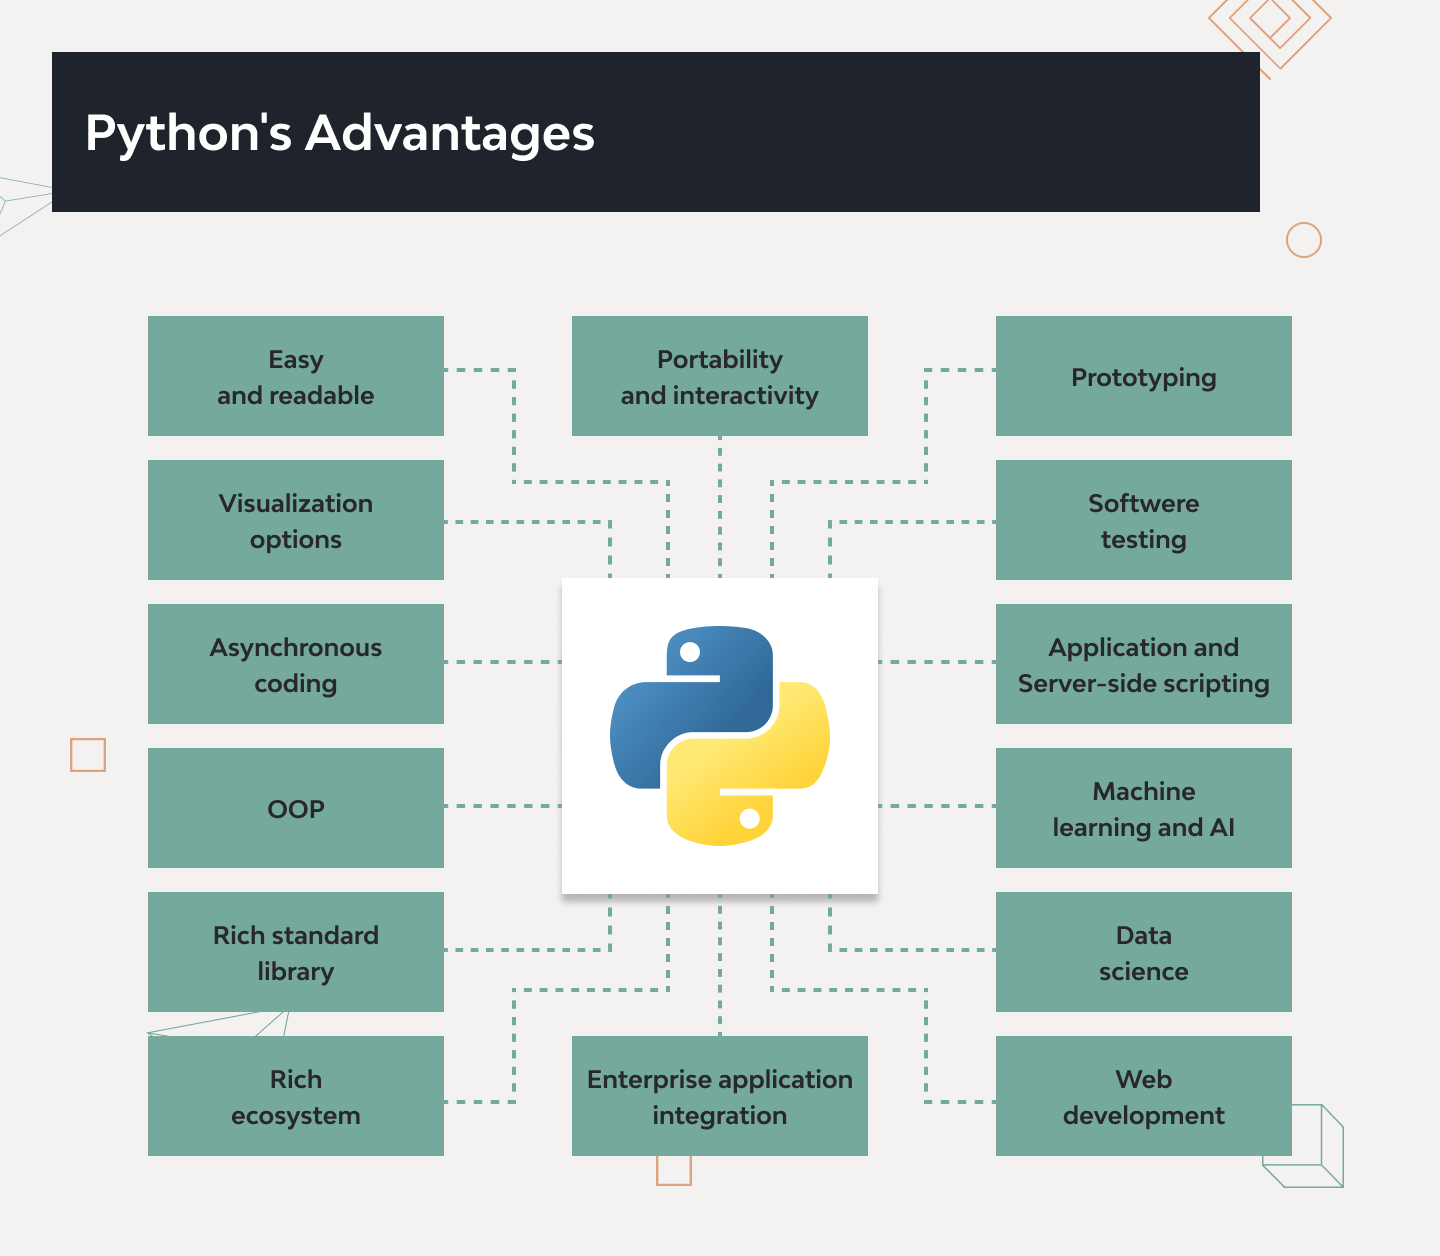 Python's Advantages
Easy
and readable
Portability
and interactivity
Prototyping
Visualization
options
Softwere
testing
Asynchronous
coding
Application and
Server-side scripting
OOP
Machine
learning and AI
Rich standard
library
Data
science
Rich
ecosystem
Enterprise application
integration
Web
development